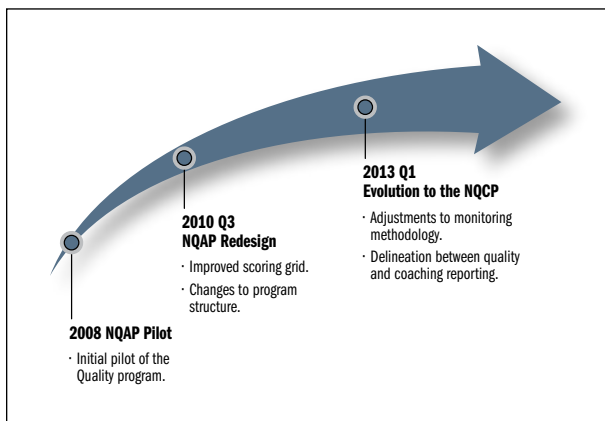 2013 Q1
Evolution to the NQCP
· Adjustments to monitoring
methodology.
· Delineation between quality
and coaching reporting.
2010 Q3
NQAP Redesign
· Improved scoring grid.
· Changes to program
structure.
2008 NQAP Pilot
· Initial pilot of the
Quality program.